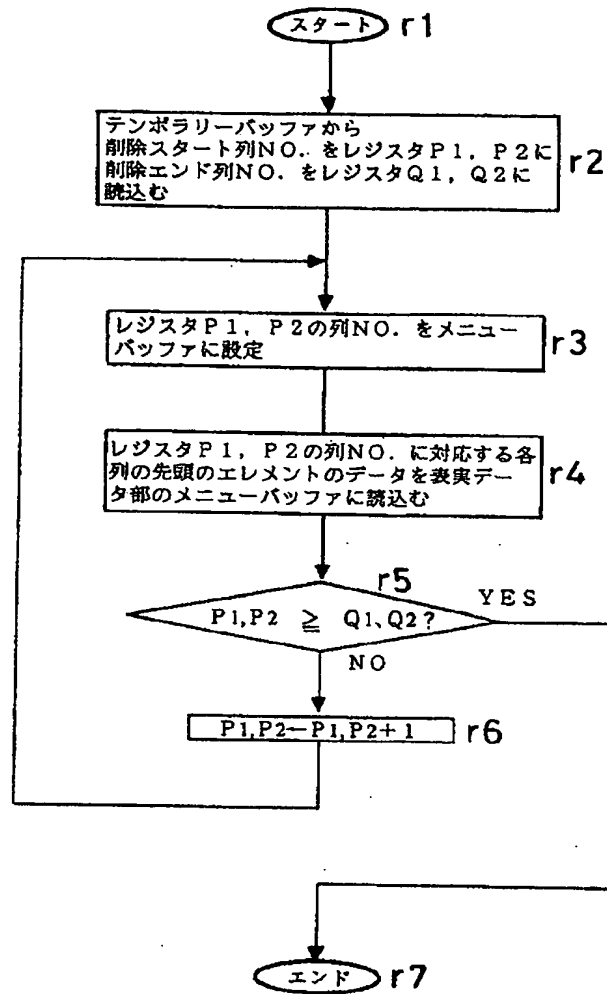 スタート r1
テンポラリーバッファから
削除スタート列NO.をレジスタP1,P2に
削除エンド列NO.をレジスタQ1,Q2に
読込む
r2
レジスタP1,P2の列NO.をメニュー
バッファに設定
r3
レジスタP1,P2の列NO.に対応する各
列の先頭のエレメントのデータを表実デー
タ部のメニューバッファに読込む
r4
r5
YES
P1,P2 ≧ Q1、Q2?
NO
P1,P2←P1,P2+1 r6
エンド r7